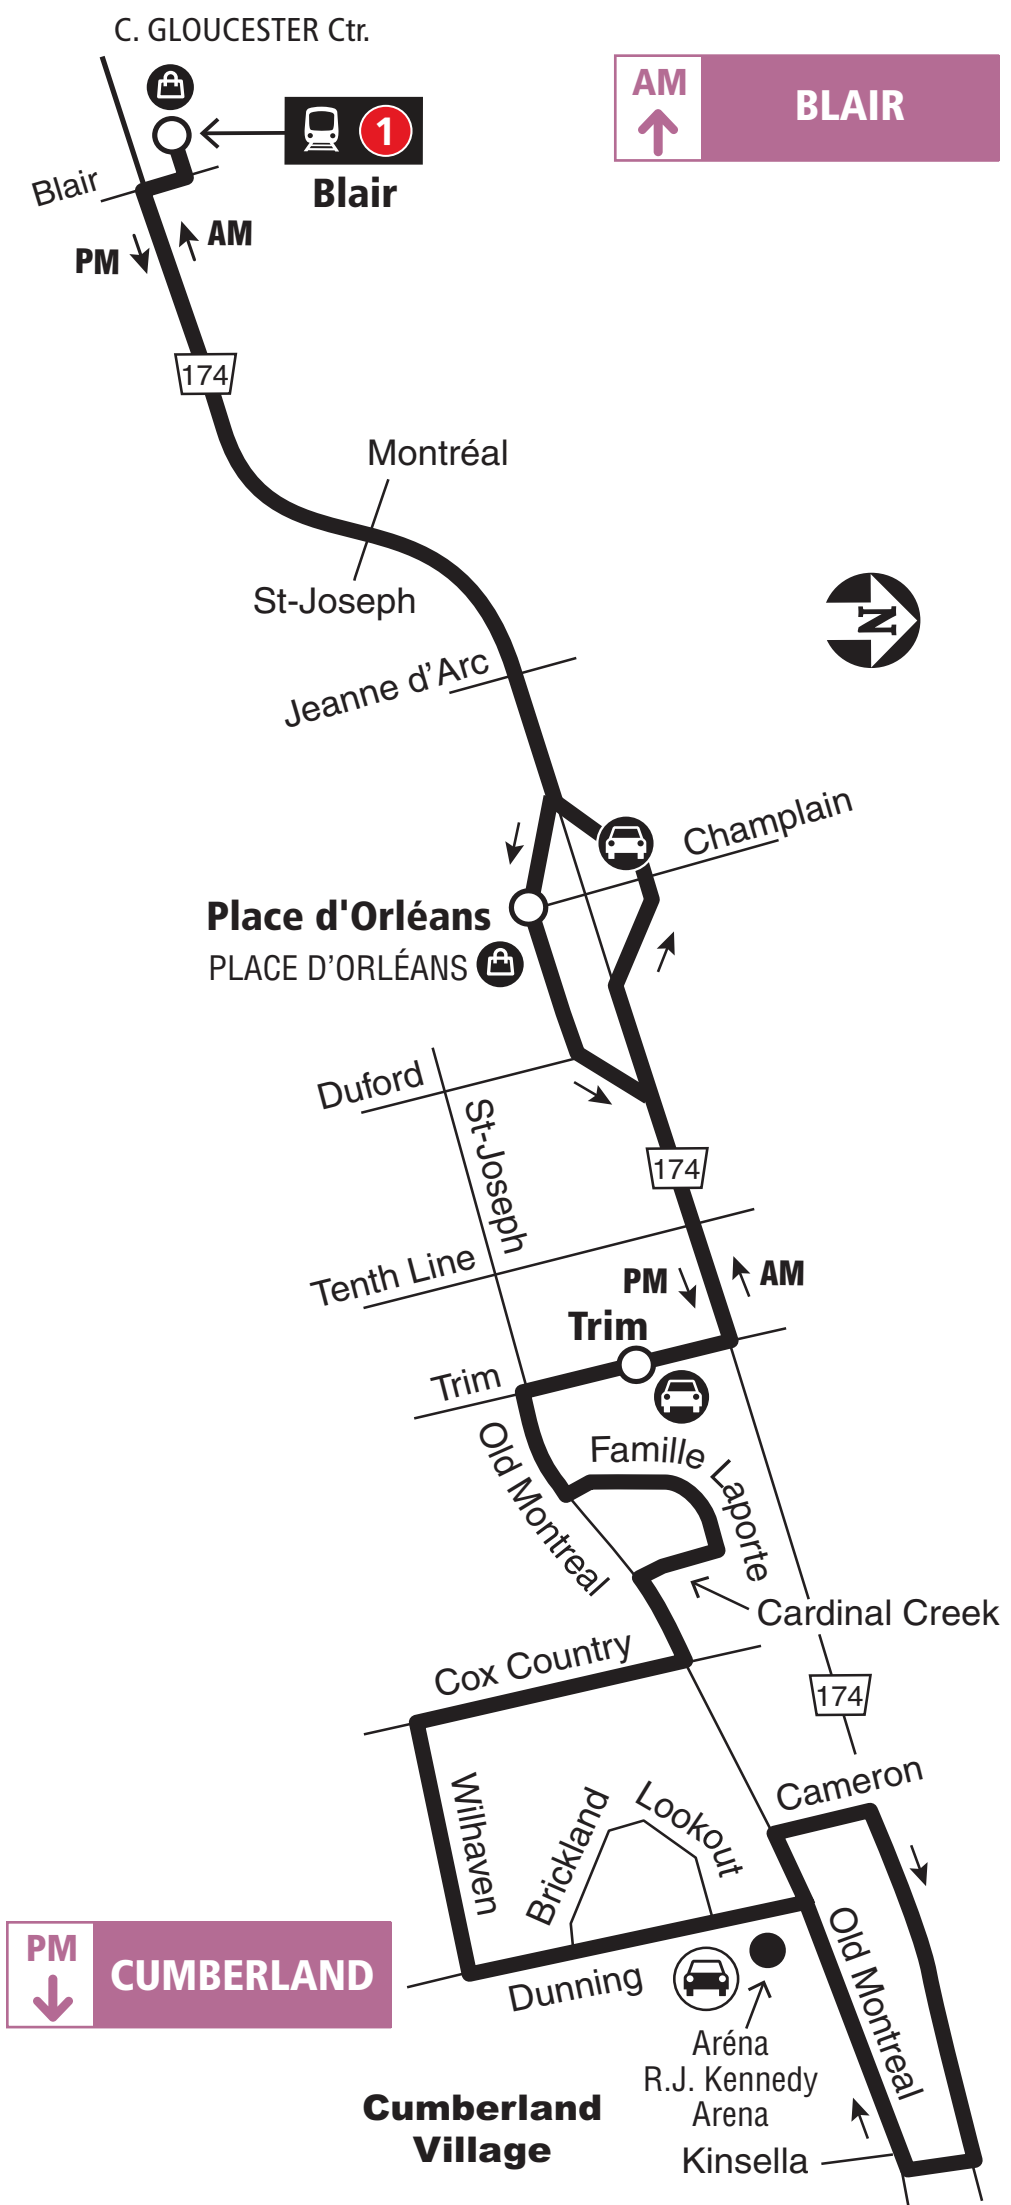 C. GLOUCESTER Ctr.
AM
BLAIR
1
Blair
Blair
AM
PM
174
Montréal
St-Joseph
N
Jeanne d'Arc
Champlain
Place d'Orléans
PLACE D'ORLÉANS
Duford
St-Joseph
174
Tenth Line
PM
AM
Trim
Trim
Old Montreal
Famille Laporte
Cardinal Creek
Cox Country
174
Cameron
Wilhaven
Brickland
Lookout
Old Montreal
PM
CUMBERLAND
Dunning
Aréna
R.J. Kennedy
Arena
Cumberland
Village
Kinsella